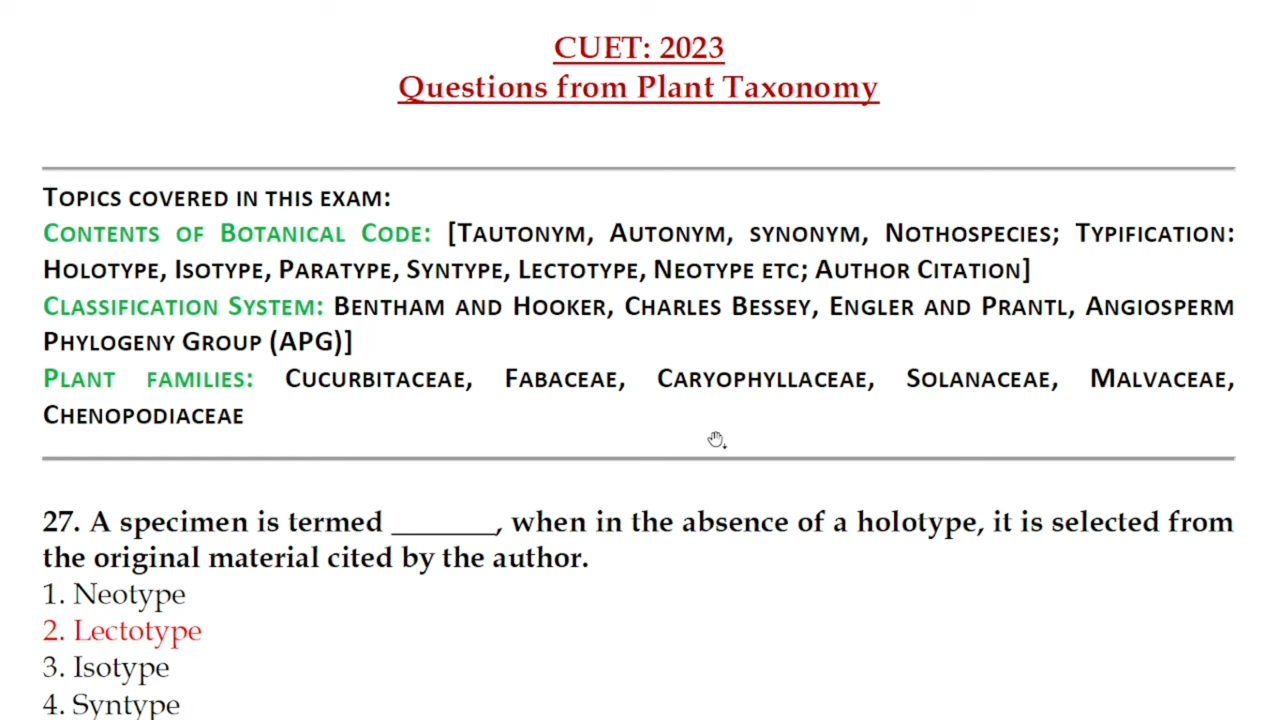 CUET: 2023
Questions from Plant Taxonomy
TOPICS COVERED IN THIS EXAM:
CONTENTS OF BOTANICAL CODE: [TAUTONYM, AUTONYM, SYNONYM, NOTHOSPECIES; TYPIFICATION:
HOLOTYPE, ISOTYPE, PARATYPE, SYNTYPE, LECTOTYPE, NEOTYPE ETC; AUTHOR CITATION]
CLASSIFICATION SYSTEM: BENTHAM AND HOOKER, CHARLES BESSEY, ENGLER AND PRANTL, ANGIOSPERM
PHYLOGENY GROUP (APG)]
PLANT FAMILIES: CUCURBITACEAE, FABACEAE, CARYOPHYLLACEAE, SOLANACEAE, MALVACEAE,
CHENOPODIACEAE
27. A specimen is termed _______, when in the absence of a holotype, it is selected from
the original material cited by the author.
1. Neotype
2. Lectotype
3. Isotype
4. Syntype